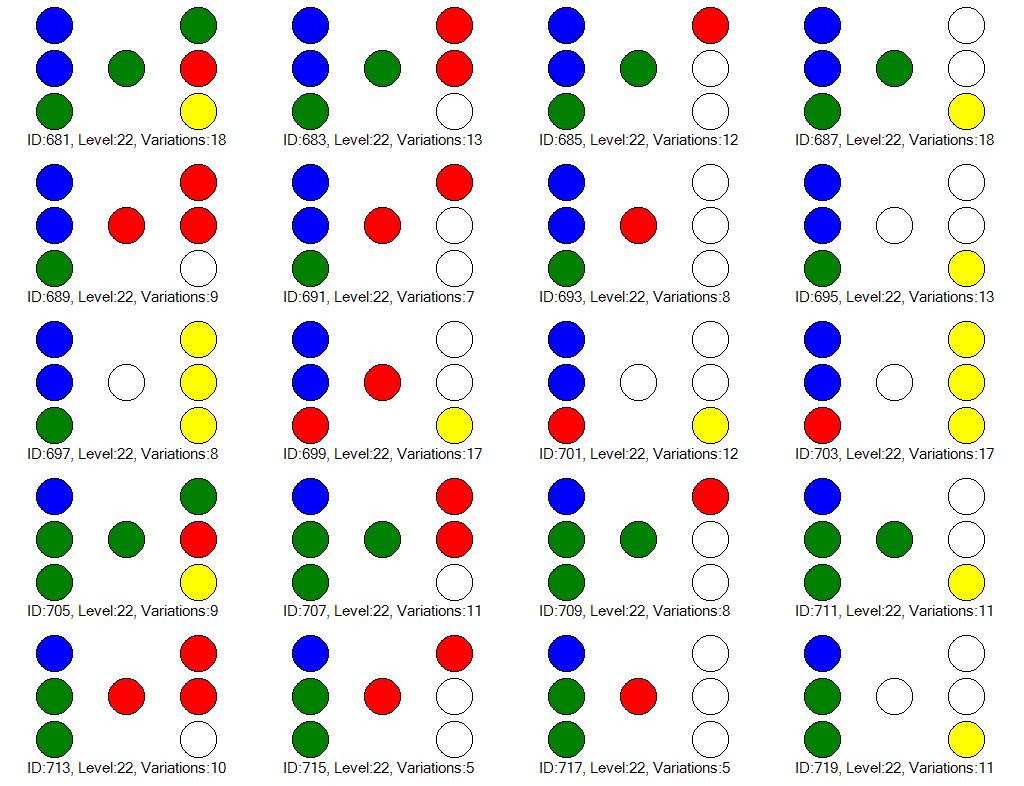 ID:681, Level:22, Variations:18
ID:683, Level:22, Variations:13
ID:685, Level:22, Variations:12
ID:687, Level:22, Variations:18
ID:689, Level:22, Variations:9
ID:691, Level:22, Variations:7
ID:693, Level:22, Variations:8
ID:695, Level:22, Variations:13
ID:697, Level:22, Variations:8
ID:699, Level:22, Variations:17
ID:701, Level:22, Variations:12
ID:703, Level:22, Variations:17
ID:705, Level:22, Variations:9
ID:707, Level:22, Variations:11
ID:709, Level:22, Variations:8
ID:711, Level:22, Variations:11
ID:713, Level:22, Variations:10
ID:715, Level:22, Variations:5
ID:717, Level:22, Variations:5
ID:719, Level:22, Variations:11